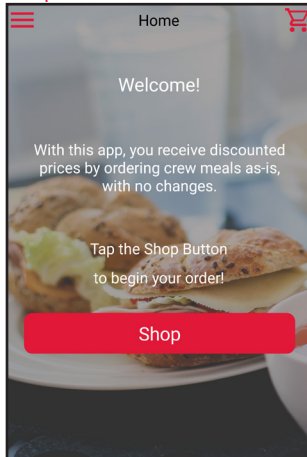 Home
Welcome!
With this app, you receive discounted
prices by ordering crew meals as-is,
with no changes.
Tap the Shop Button
to begin your order!
Shop